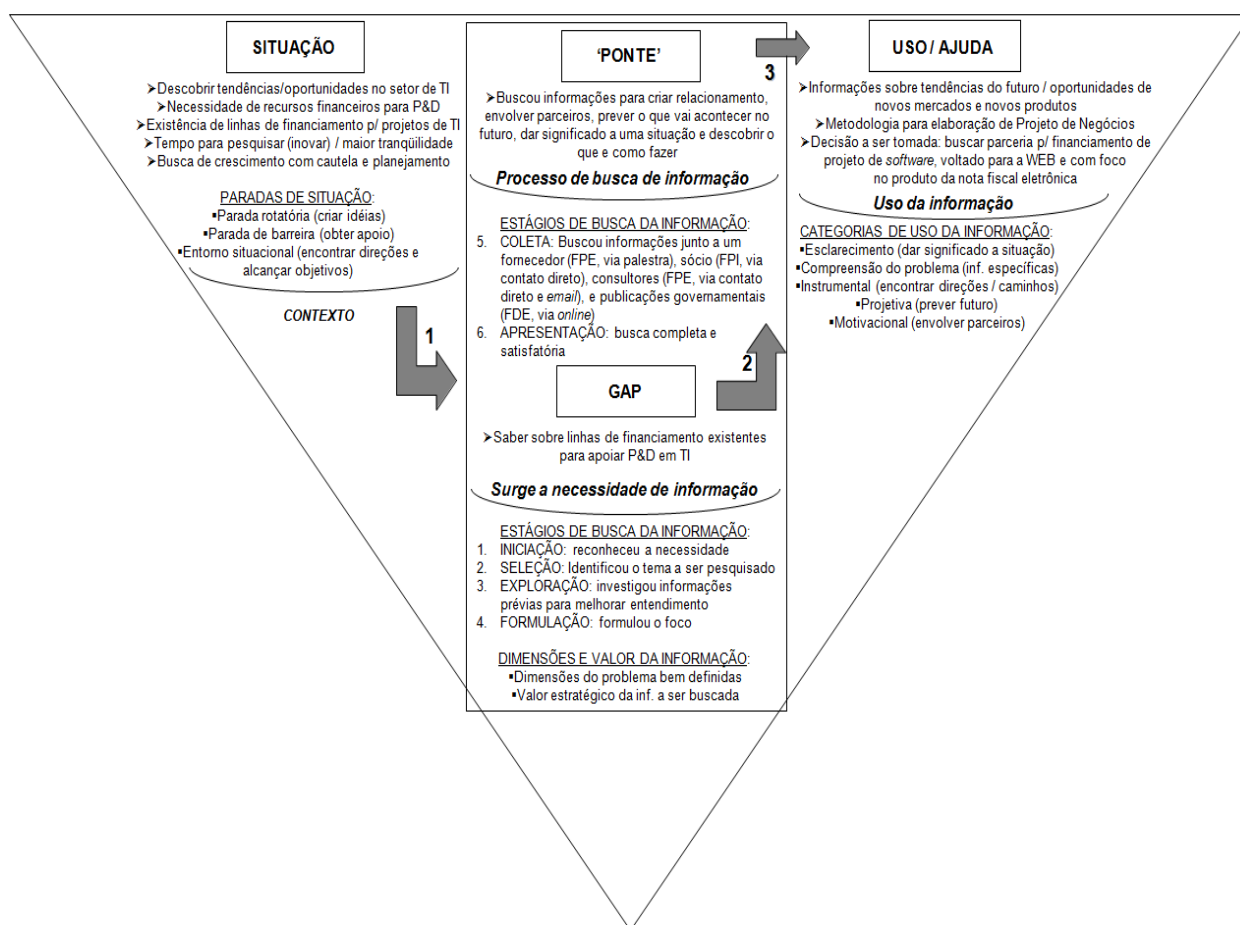 SITUAÇÃO
➢Descobrir tendências/oportunidades no setor de TI
➢Necessidade de recursos financeiros para P&D
➢Existência de linhas de financiamento p/ projetos de TI
➢Tempo para pesquisar (inovar) / maior tranqüilidade
➢Busca de crescimento com cautela e planejamento
PARADAS DE SITUAÇÃO:
▪Parada rotatória (criar idéias)
▪Parada de barreira (obter apoio)
▪Entorno situacional (encontrar direções e
alcançar objetivos)
CONTEXTO
1
'PONTE'
➢Buscou informações para criar relacionamento,
envolver parceiros, prever o que vai acontecer no
futuro, dar significado a uma situação e descobrir o
que e como fazer
Processo de busca de informação
ESTÁGIOS DE BUSCA DA INFORMAÇÃO:
5. COLETA: Buscou informações junto a um
fornecedor (FPE, via palestra), sócio (FPI, via
contato direto), consultores (FPE, via contato
direto e email), e publicações governamentais
(FDE, via online)
6. APRESENTAÇÃO: busca completa e
satisfatória
GAP
2
➢Saber sobre linhas de financiamento existentes
para apoiar P&D em TI
Surge a necessidade de informação
ESTÁGIOS DE BUSCA DA INFORMAÇÃO:
1. INICIAÇÃO: reconheceu a necessidade
2. SELEÇÃO: Identificou o tema a ser pesquisado
3. EXPLORAÇÃO: investigou informações
prévias para melhorar entendimento
4. FORMULAÇÃO: formulou o foco
DIMENSÕES E VALOR DA INFORMAÇÃO:
▪Dimensões do problema bem definidas
▪Valor estratégico da inf. a ser buscada
3
USO / AJUDA
➢Informações sobre tendências do futuro / oportunidades de
novos mercados e novos produtos
➢Metodologia para elaboração de Projeto de Negócios
➢Decisão a ser tomada: buscar parceria p/ financiamento de
projeto de software, voltado para a WEB e com foco
no produto da nota fiscal eletrônica
Uso da informação
CATEGORIAS DE USO DA INFORMAÇÃO:
▪Esclarecimento (dar significado a situação)
▪Compreensão do problema (inf. específicas)
▪Instrumental (encontrar direções / caminhos)
▪Projetiva (prever futuro)
▪Motivacional (envolver parceiros)